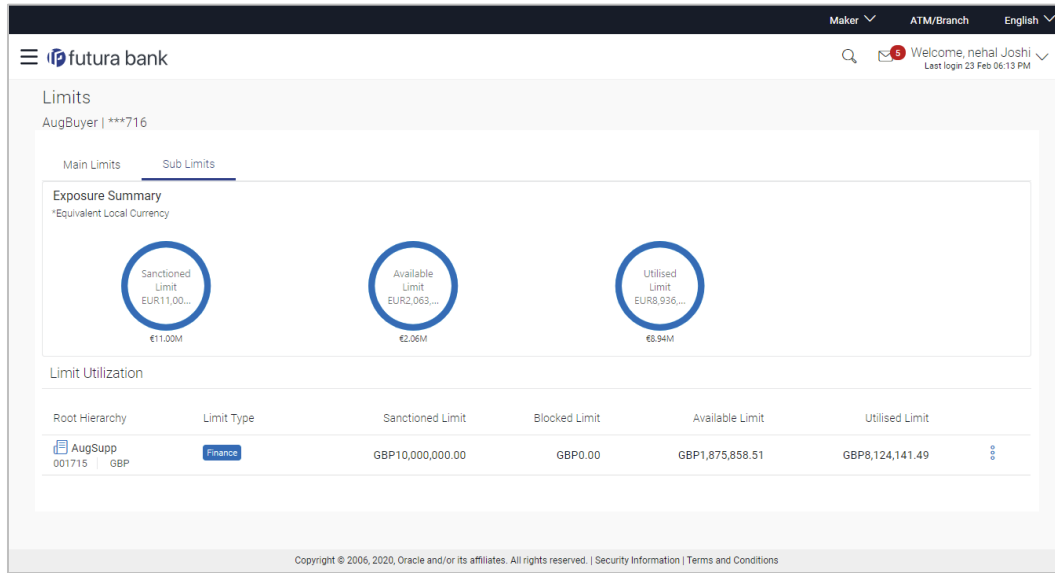 Maker ATM/Branch English
futura bank
5 Welcome, nehal Joshi
Last login 23 Feb 06:13 PM
Limits
AugBuyer | ***716
Main Limits Sub Limits
Exposure Summary
*Equivalent Local Currency
Sanctioned
Limit
EUR11,00...
€11.00M
Available
Limit
EUR2,063,...
€2.06M
Utilised
Limit
EUR8,936,...
€8.94M
Limit Utilization
Root Hierarchy Limit Type Sanctioned Limit Blocked Limit Available Limit Utilised Limit
AugSupp Finance GBP10,000,000.00 GBP0.00 GBP1,875,858.51 GBP8,124,141.49
001715 | GBP
Copyright © 2006, 2020, Oracle and/or its affiliates. All rights reserved. | Security Information | Terms and Conditions